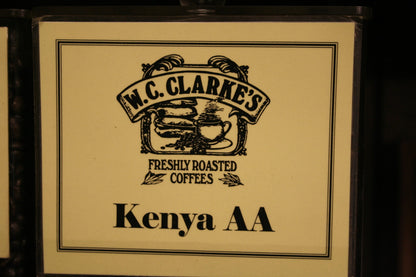 W.C. CLARKE'S
FRESHLY ROASTED
COFFEES
Kenya AA